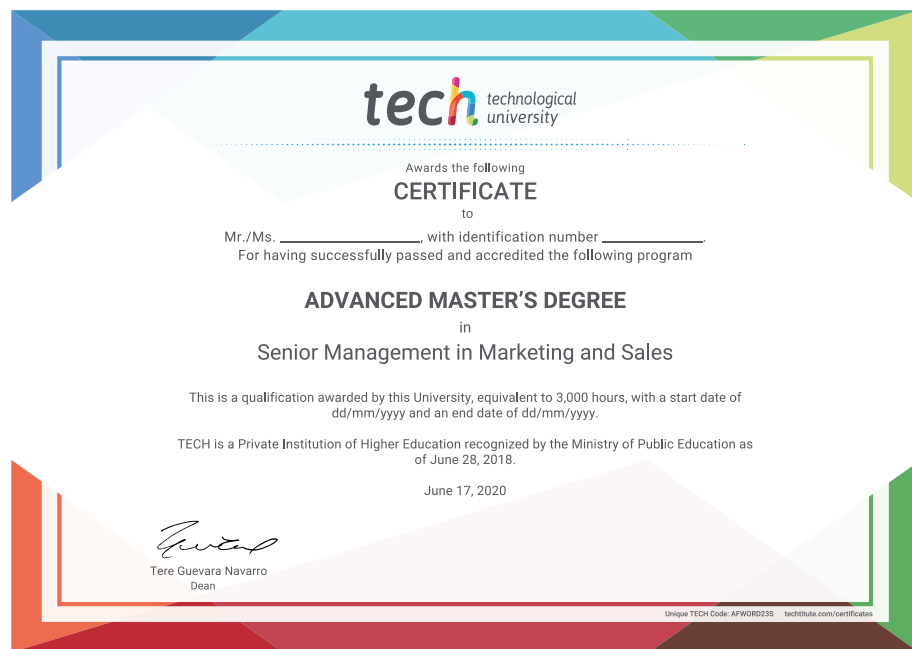 tech technological
university
Awards the following
CERTIFICATE
to
Mr./Ms. ____________________, with identification number ______________.
For having successfully passed and accredited the following program
ADVANCED MASTER’S DEGREE
in
Senior Management in Marketing and Sales
This is a qualification awarded by this University, equivalent to 3,000 hours, with a start date of
dd/mm/yyyy and an end date of dd/mm/yyyy.
TECH is a Private Institution of Higher Education recognized by the Ministry of Public Education as
of June 28, 2018.
June 17, 2020
Tere Guevara Navarro
Dean
Unique TECH Code: AFWORD23S techtitute.com/certificates